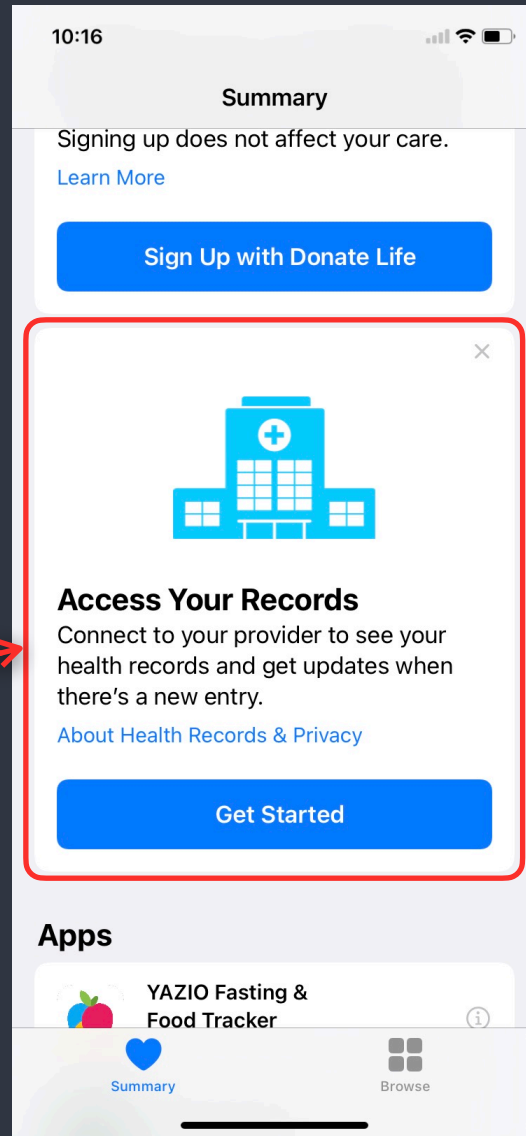 10:16
Summary
Signing up does not affect your care.
Learn More
Sign Up with Donate Life
Access Your Records
Connect to your provider to see your
health records and get updates when
there’s a new entry.
About Health Records & Privacy
Get Started
Apps
YAZIO Fasting &
Food Tracker
Summary
Browse